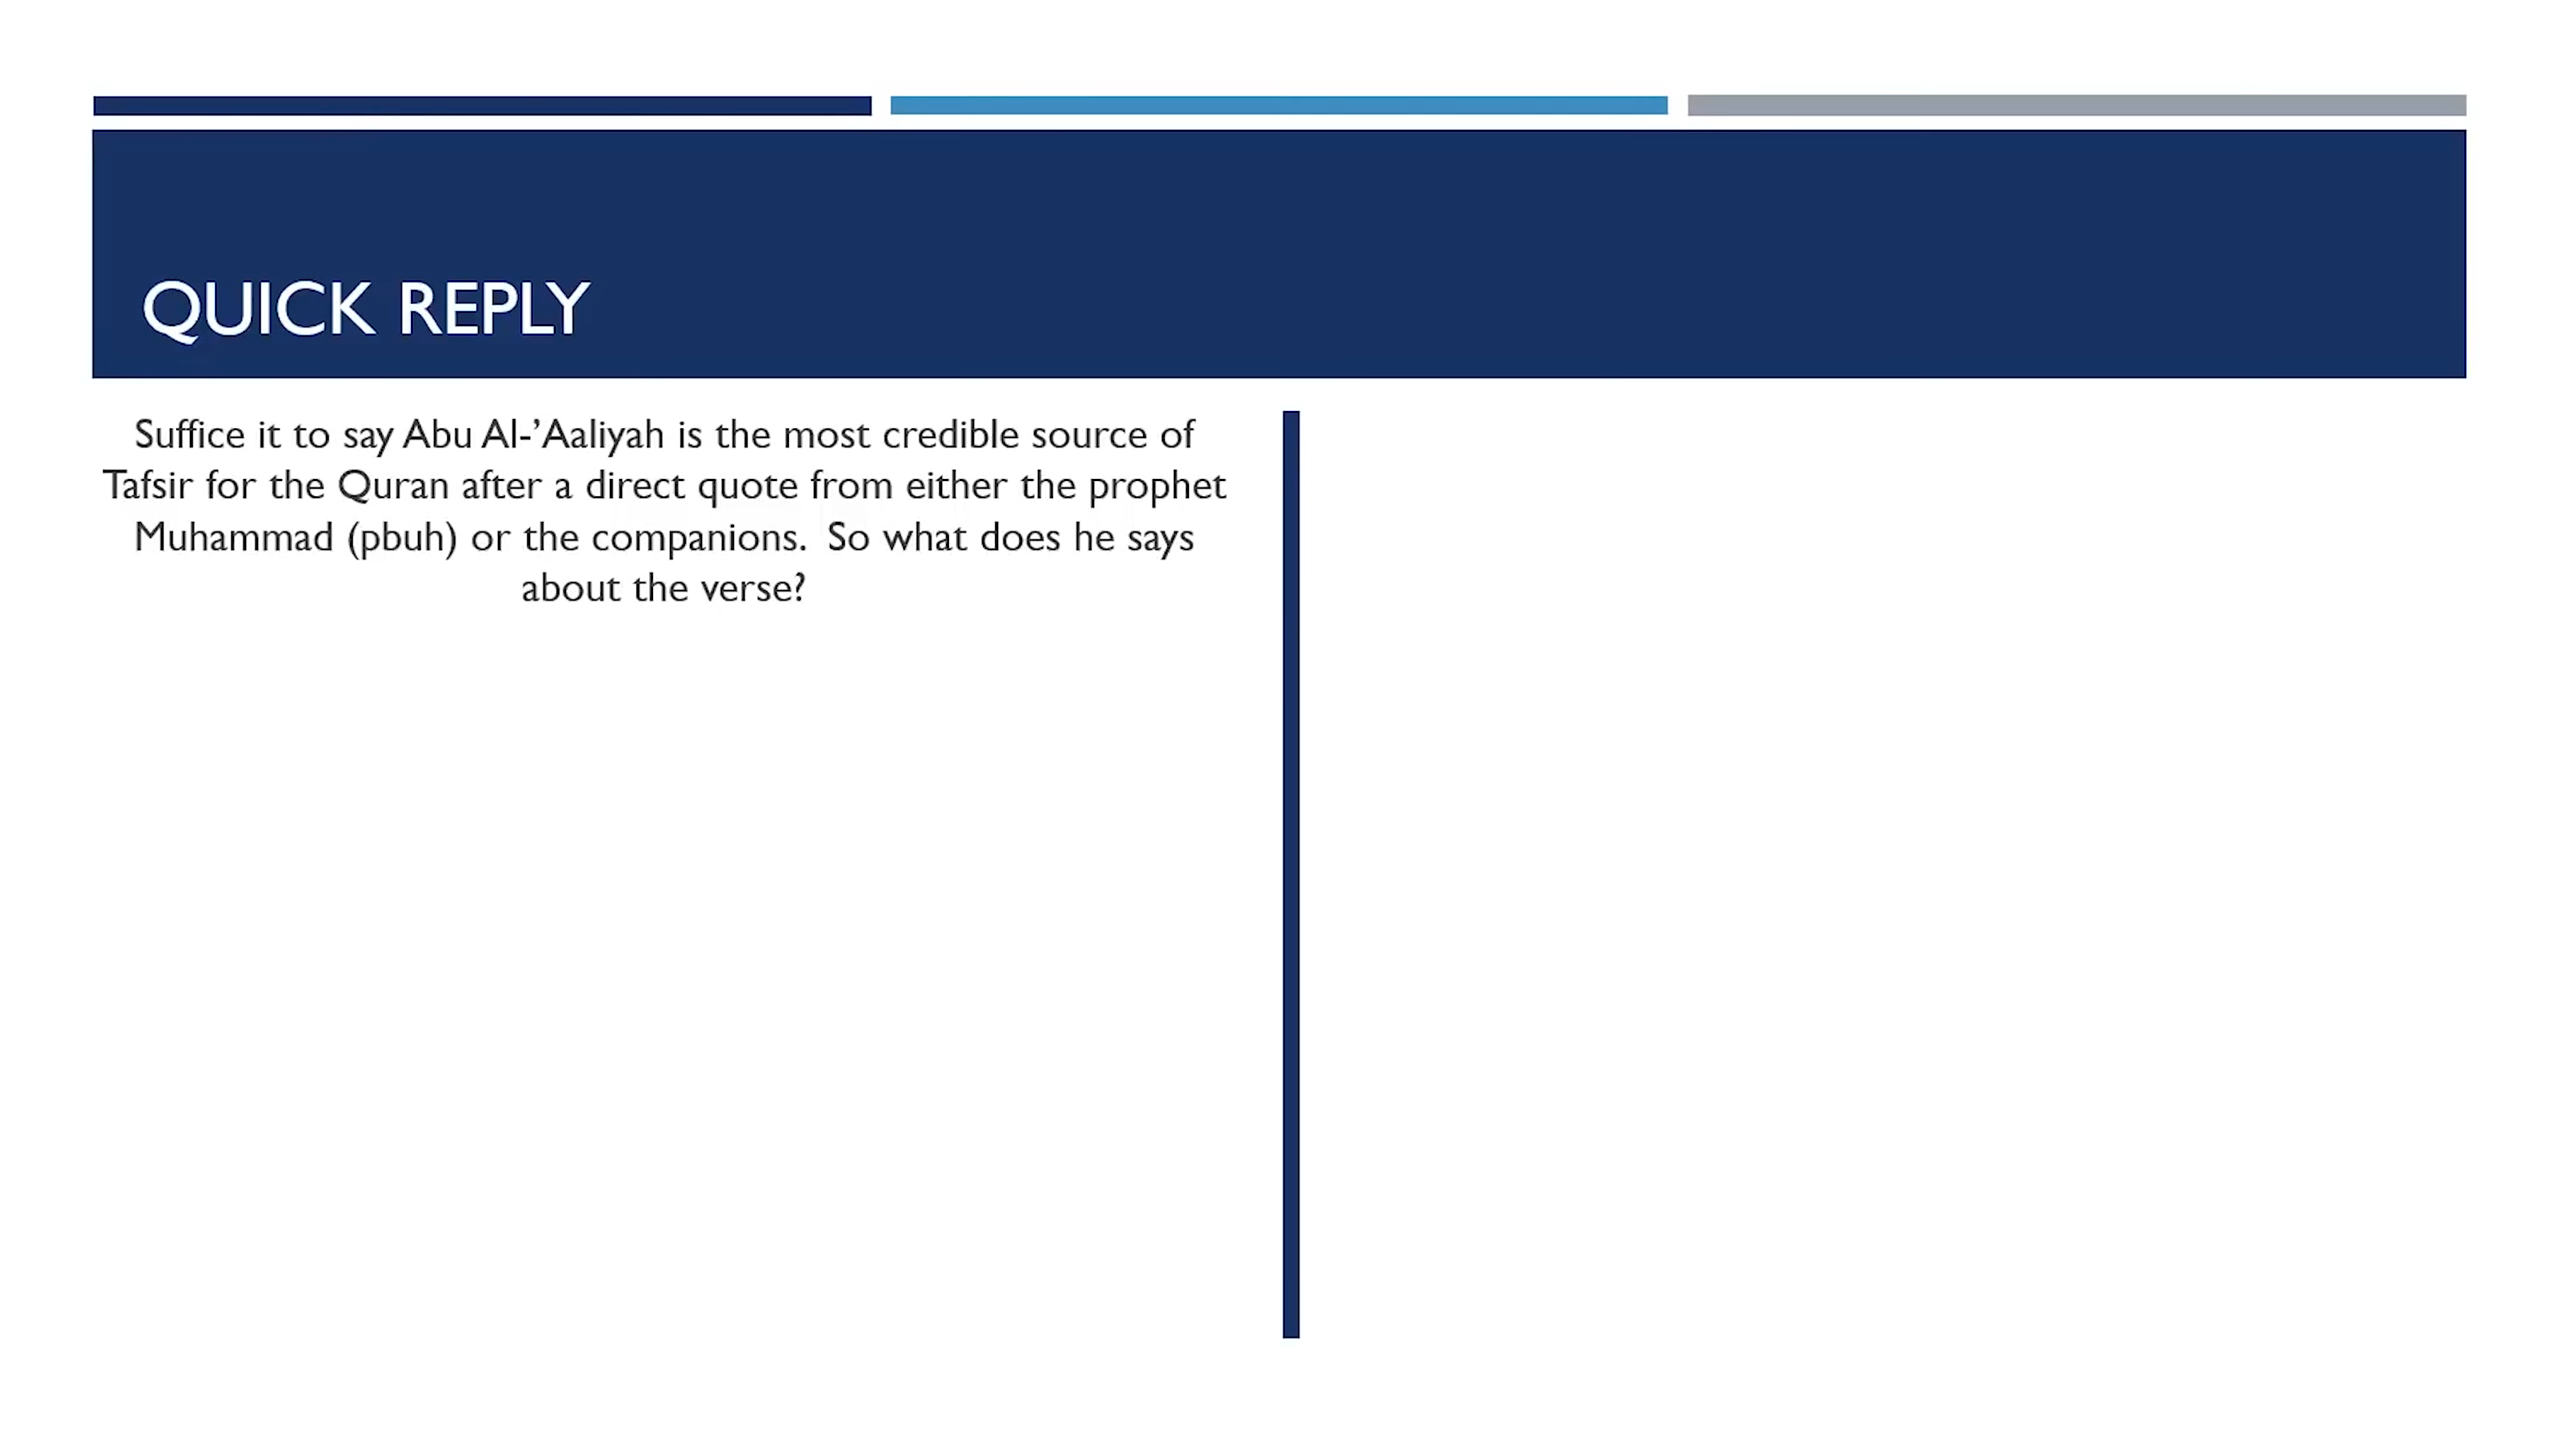 QUICK REPLY
Suffice it to say Abu Al-’Aaliyah is the most credible source of
Tafsir for the Quran after a direct quote from either the prophet
Muhammad (pbuh) or the companions.  So what does he says
about the verse?